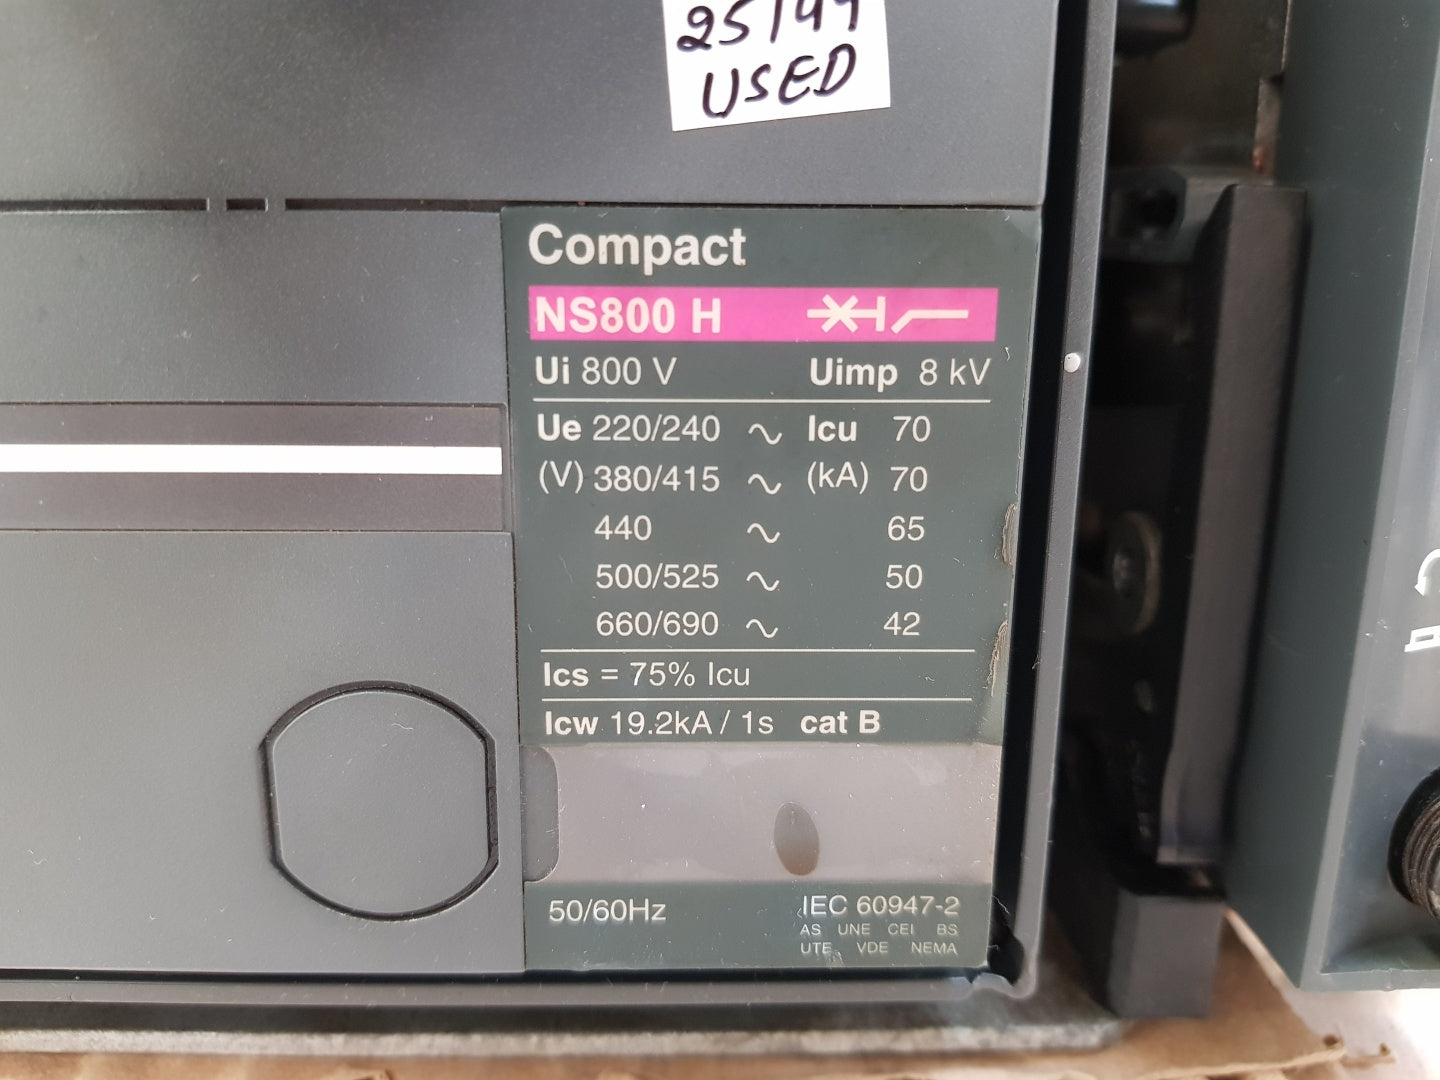 25/44
USED
Compact
NS800 H
Ui 800 V Uimp 8 kV
Ue 220/240 ~ Icu 70
(V) 380/415 ~ (kA) 70
440 ~ 65
500/525 ~ 50
660/690 ~ 42
Ics = 75% Icu
Icw 19.2kA / 1s cat B
50/60Hz IEC 60947-2
AS UNE CEI BS
UTE VDE NEMA